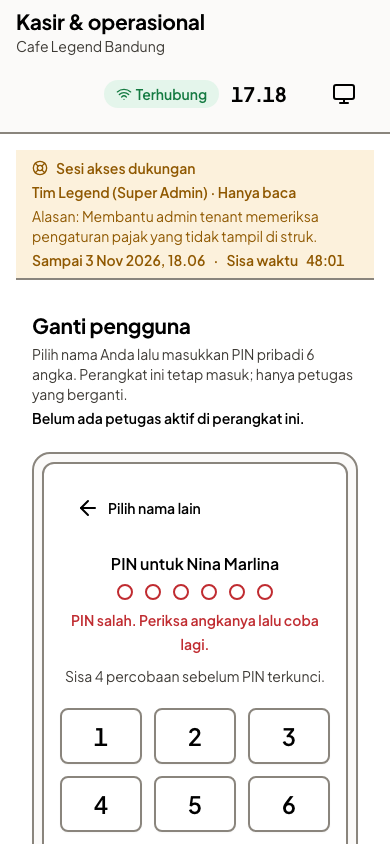 Kasir & operasional
Cafe Legend Bandung
Terhubung 17.18
Sesi akses dukungan
Tim Legend (Super Admin) · Hanya baca
Alasan: Membantu admin tenant memeriksa
pengaturan pajak yang tidak tampil di struk.
Sampai 3 Nov 2026, 18.06 · Sisa waktu 48:01
Ganti pengguna
Pilih nama Anda lalu masukkan PIN pribadi 6
angka. Perangkat ini tetap masuk; hanya petugas
yang berganti.
Belum ada petugas aktif di perangkat ini.
Pilih nama lain
PIN untuk Nina Marlina
PIN salah. Periksa angkanya lalu coba
lagi.
Sisa 4 percobaan sebelum PIN terkunci.
1 2 3
4 5 6